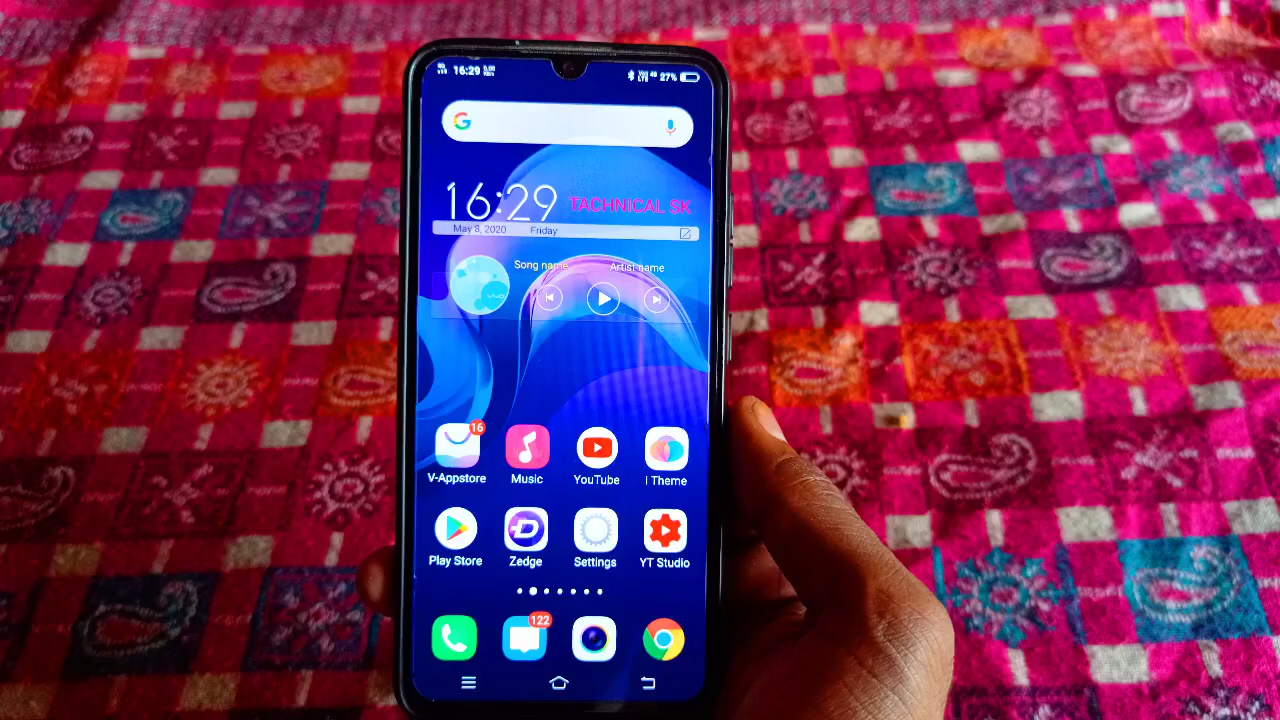 16:29
27%
16:29
TACHNICAL SK
May 8, 2020 Friday
Song name Artist name
vivo
16
V-Appstore Music YouTube I Theme
Play Store Zedge Settings YT Studio
122